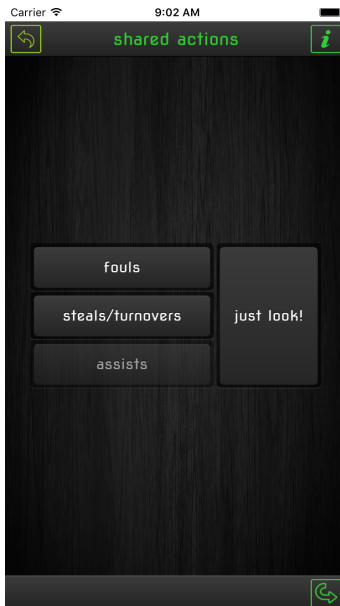 Carrier 9:02 AM
shared actions
i
fouls
steals/turnovers
just look!
assists